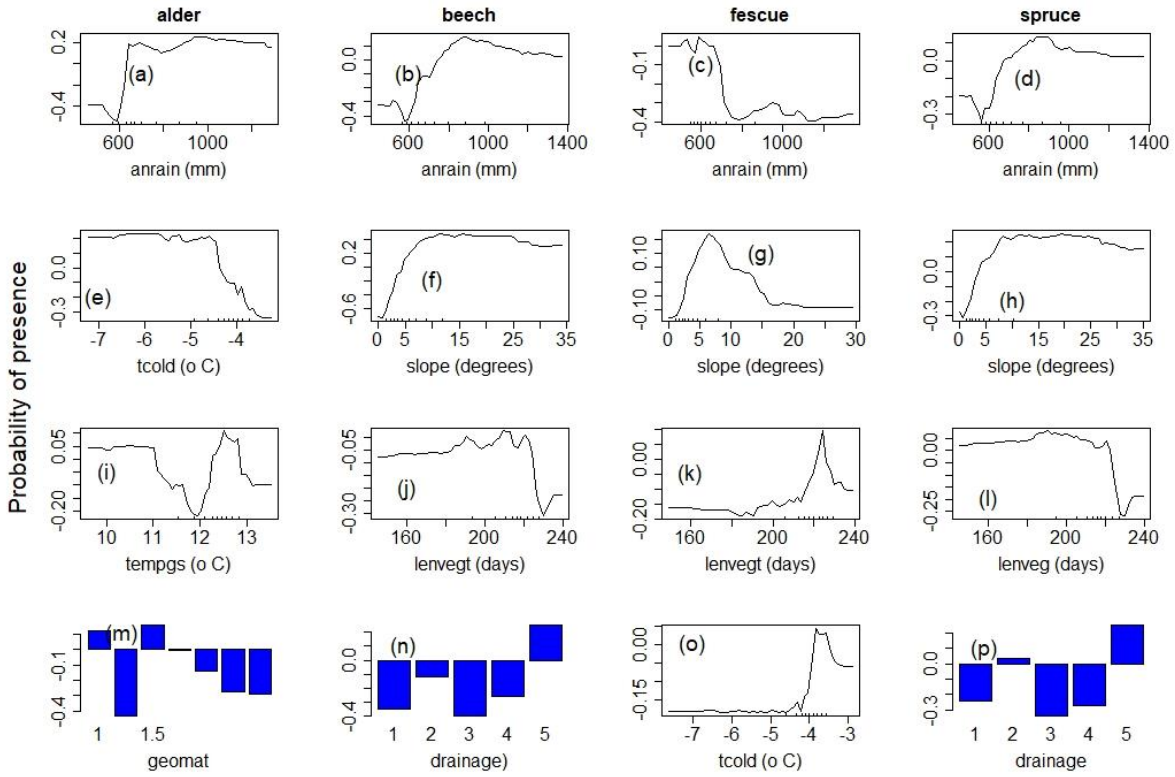 alder beech fescue spruce
0.2 0.0 -0.1 0.0
(a) (b) (c) (d)
-0.4 -0.4 -0.4 -0.3
600 1000 600 1000 1400 600 1000 600 1000 1400
anrain (mm) anrain (mm) anrain (mm) anrain (mm)
Probability of presence
0.0 0.2 0.10 0.0
(e) (f) (g) (h)
-0.3 -0.6 -0.10 -0.3
-7 -6 -5 -4 0 5 15 25 35 0 5 10 20 30 0 5 15 25 35
tcold (o C) slope (degrees) slope (degrees) slope (degrees)
0.05 -0.05 0.00 0.00
(i) (j) (k) (l)
-0.20 -0.30 -0.20 -0.25
10 11 12 13 160 200 240 160 200 240 160 200 240
tempgs (o C) lenvegt (days) lenvegt (days) lenveg (days)
(m) (n) (o) (p)
-0.1 0.0 0.00 0.0
-0.4 -0.4 -0.15 -0.3
1 1.5 1 2 3 4 5 -7 -6 -5 -4 -3 1 2 3 4 5
geomat drainage) tcold (o C) drainage